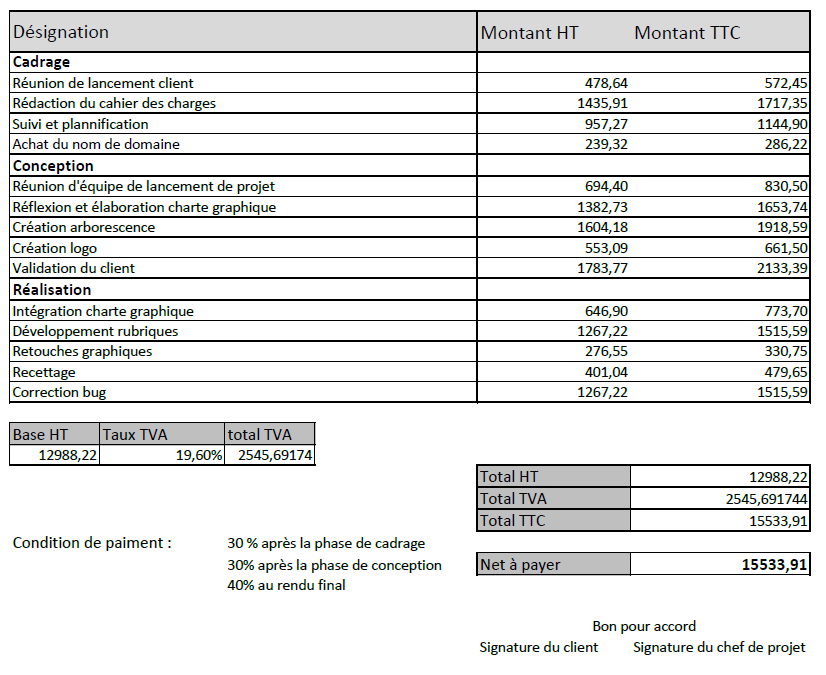 Désignation Montant HT Montant TTC
Cadrage
Réunion de lancement client 478,64 572,45
Rédaction du cahier des charges 1435,91 1717,35
Suivi et plannification 957,27 1144,90
Achat du nom de domaine 239,32 286,22
Conception
Réunion d'équipe de lancement de projet 694,40 830,50
Réflexion et élaboration charte graphique 1382,73 1653,74
Création arborescence 1604,18 1918,59
Création logo 553,09 661,50
Validation du client 1783,77 2133,39
Réalisation
Intégration charte graphique 646,90 773,70
Développement rubriques 1267,22 1515,59
Retouches graphiques 276,55 330,75
Recettage 401,04 479,65
Correction bug 1267,22 1515,59
Base HT Taux TVA total TVA
12988,22 19,60% 2545,69174
Total HT 12988,22
Total TVA 2545,691744
Total TTC 15533,91
Condition de paiment : 30 % après la phase de cadrage
30% après la phase de conception
Net à payer 15533,91
40% au rendu final
Bon pour accord
Signature du client Signature du chef de projet